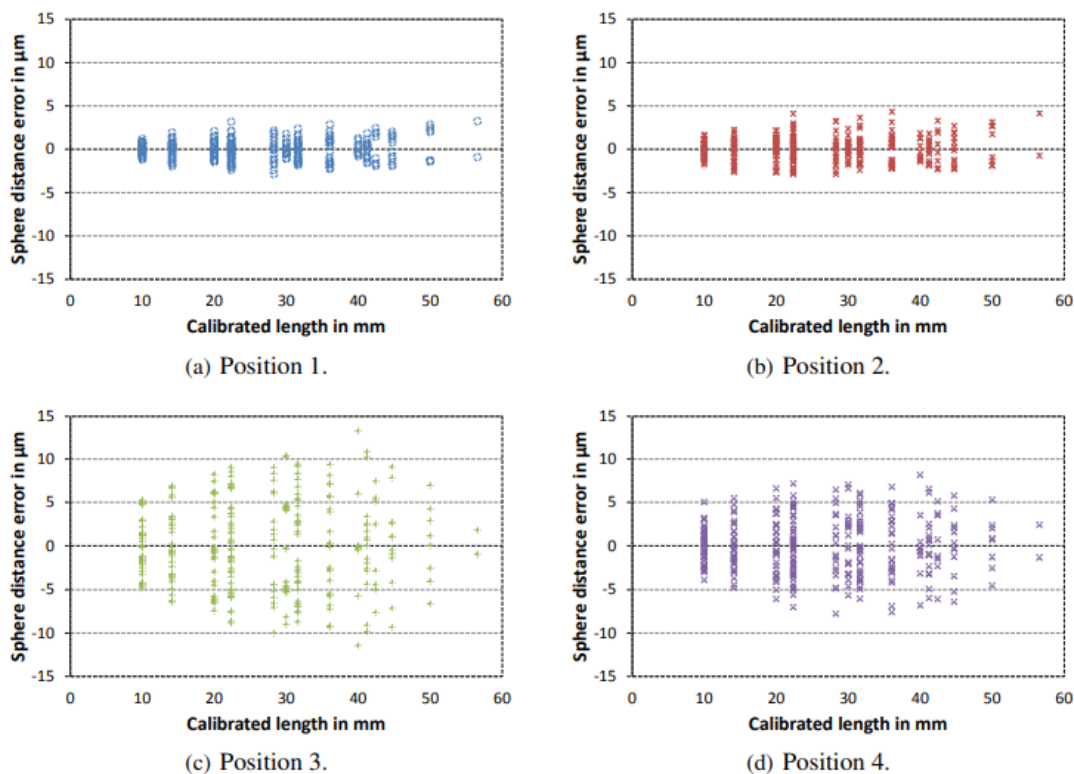 15
10
5
0
-5
-10
-15
Sphere distance error in µm
0 10 20 30 40 50 60
Calibrated length in mm
(a) Position 1.
15
10
5
0
-5
-10
-15
Sphere distance error in µm
0 10 20 30 40 50 60
Calibrated length in mm
(b) Position 2.
15
10
5
0
-5
-10
-15
Sphere distance error in µm
0 10 20 30 40 50 60
Calibrated length in mm
(c) Position 3.
15
10
5
0
-5
-10
-15
Sphere distance error in µm
0 10 20 30 40 50 60
Calibrated length in mm
(d) Position 4.